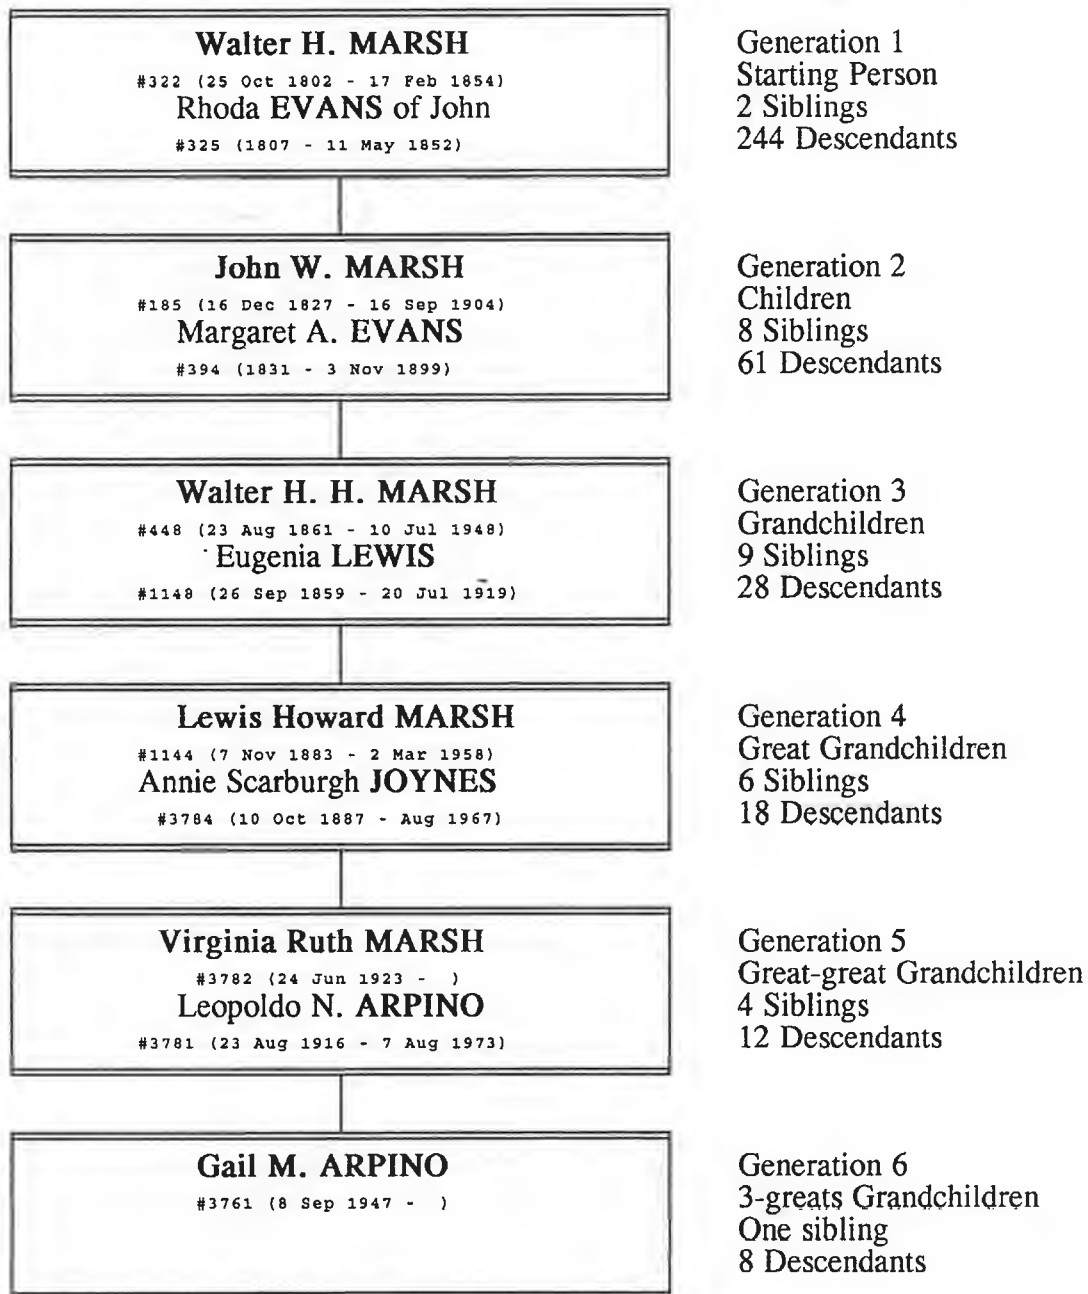 Walter H. MARSH
#322 (25 Oct 1802 - 17 Feb 1854)
Rhoda EVANS of John
#325 (1807 - 11 May 1852)
Generation 1
Starting Person
2 Siblings
244 Descendants
John W. MARSH
#185 (16 Dec 1827 - 16 Sep 1904)
Margaret A. EVANS
#394 (1831 - 3 Nov 1899)
Generation 2
Children
8 Siblings
61 Descendants
Walter H. H. MARSH
#448 (23 Aug 1861 - 10 Jul 1948)
Eugenia LEWIS
#1148 (26 Sep 1859 - 20 Jul 1919)
Generation 3
Grandchildren
9 Siblings
28 Descendants
Lewis Howard MARSH
#1144 (7 Nov 1883 - 2 Mar 1958)
Annie Scarburgh JOYNES
#3784 (10 Oct 1887 - Aug 1967)
Generation 4
Great Grandchildren
6 Siblings
18 Descendants
Virginia Ruth MARSH
#3782 (24 Jun 1923 -  )
Leopoldo N. ARPINO
#3781 (23 Aug 1916 - 7 Aug 1973)
Generation 5
Great-great Grandchildren
4 Siblings
12 Descendants
Gail M. ARPINO
#3761 (8 Sep 1947 -  )
Generation 6
3-greats Grandchildren
One sibling
8 Descendants